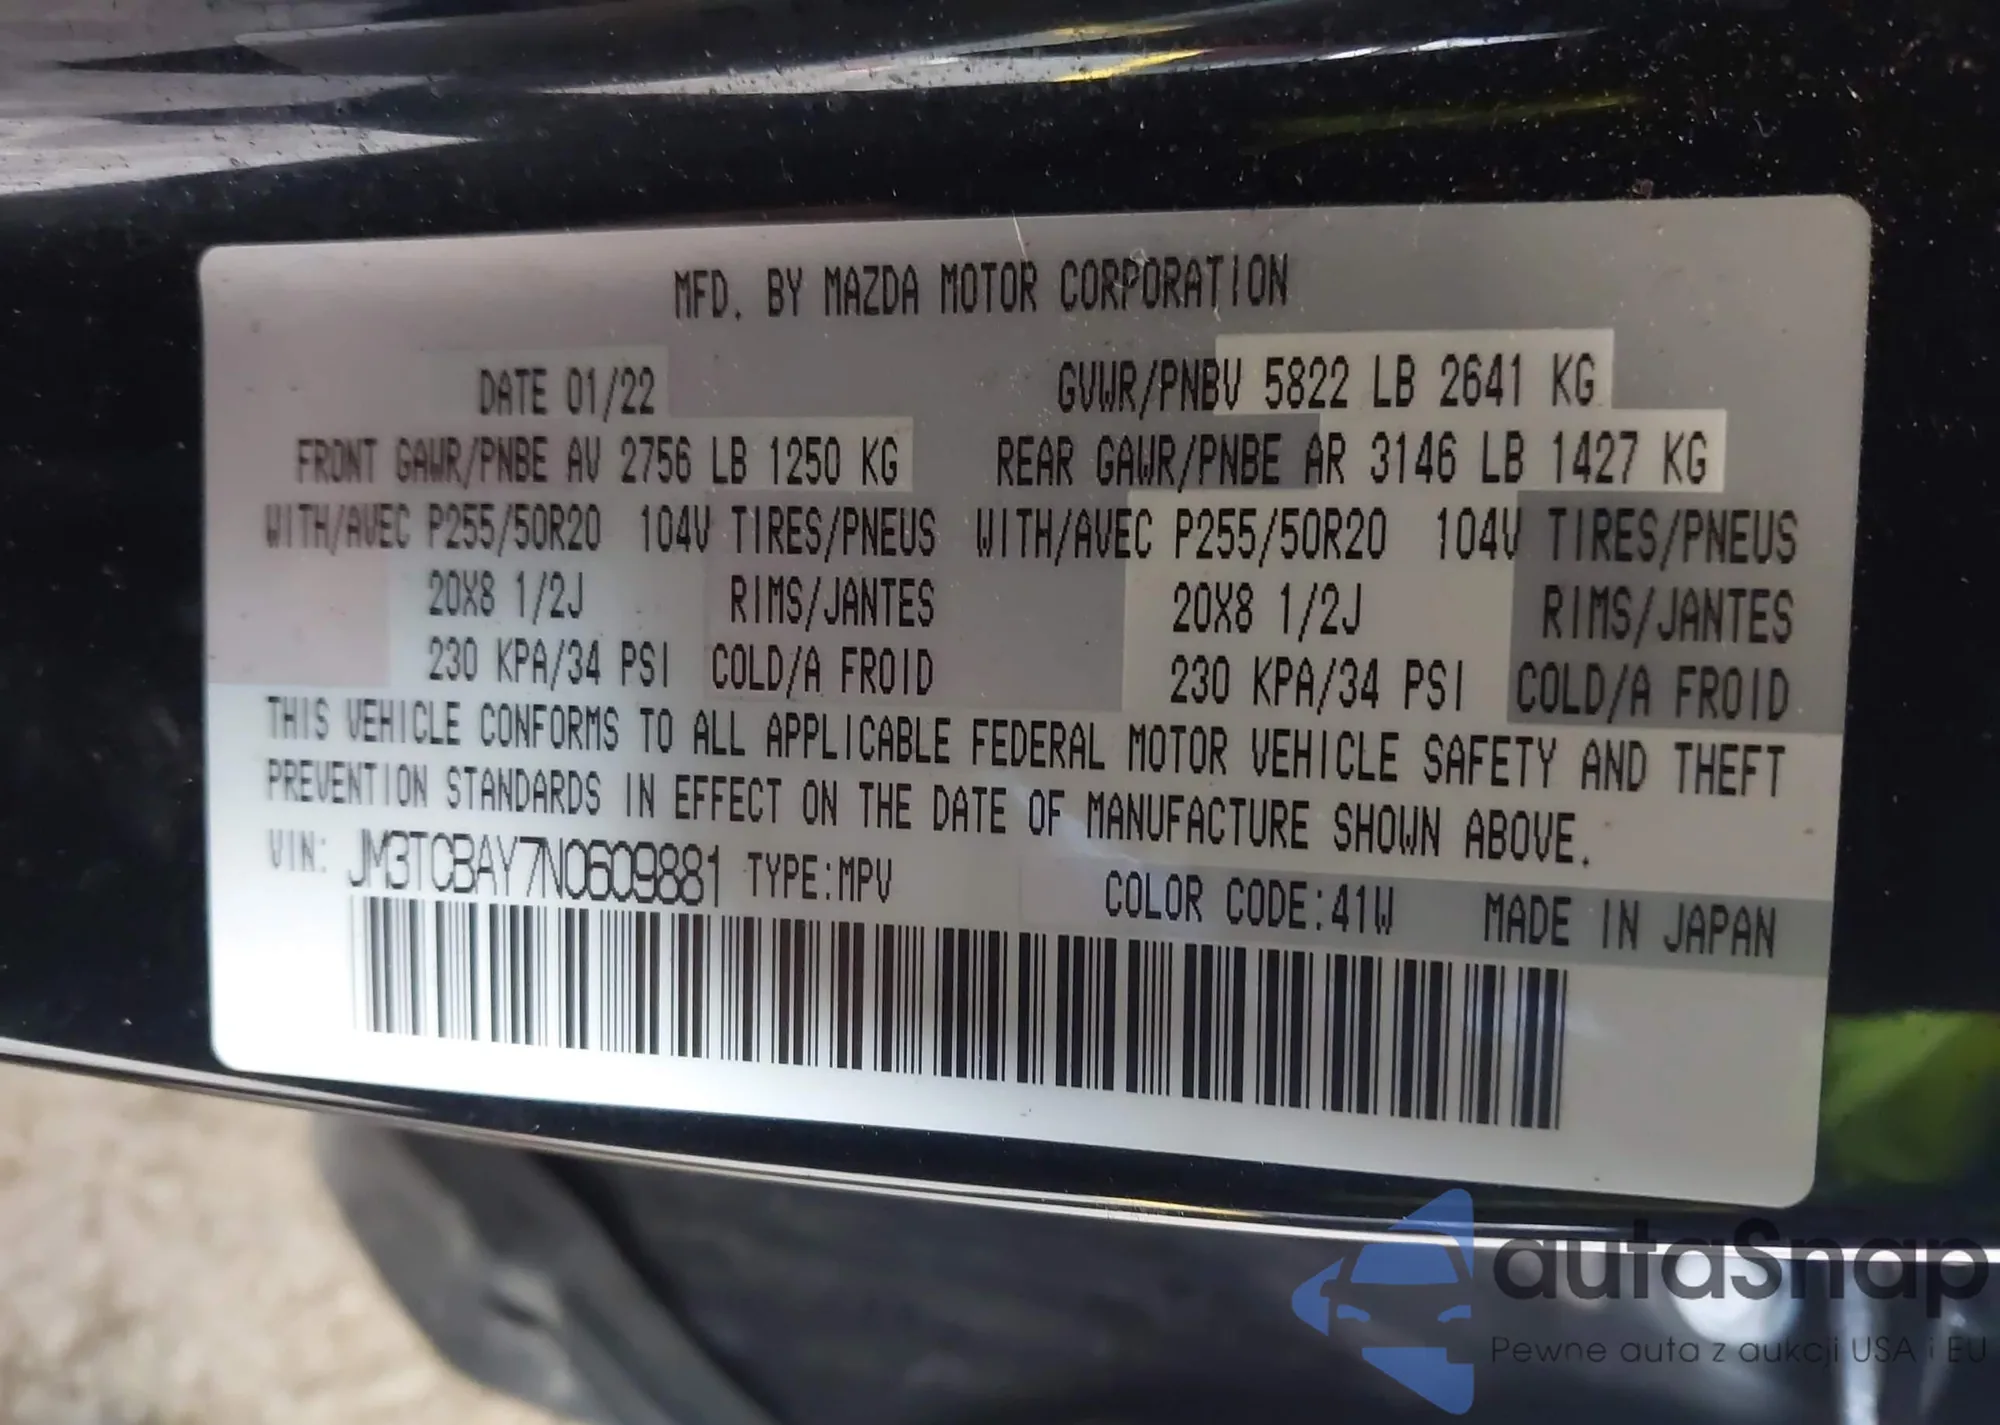 MFD. BY MAZDA MOTOR CORPORATION
DATE 01/22 GVWR/PNBV 5822 LB 2641 KG
FRONT GAWR/PNBE AV 2756 LB 1250 KG REAR GAWR/PNBE AR 3146 LB 1427 KG
WITH/AVEC P255/50R20 104V TIRES/PNEUS WITH/AVEC P255/50R20 104V TIRES/PNEUS
20X8 1/2J RIMS/JANTES 20X8 1/2J RIMS/JANTES
230 KPA/34 PSI COLD/A FROID 230 KPA/34 PSI COLD/A FROID
THIS VEHICLE CONFORMS TO ALL APPLICABLE FEDERAL MOTOR VEHICLE SAFETY AND THEFT
PREVENTION STANDARDS IN EFFECT ON THE DATE OF MANUFACTURE SHOWN ABOVE.
VIN: JM3TCBAY7N0609881 TYPE:MPV COLOR CODE:41W MADE IN JAPAN
autaSnap
Pewne auta z aukcji USA i EU